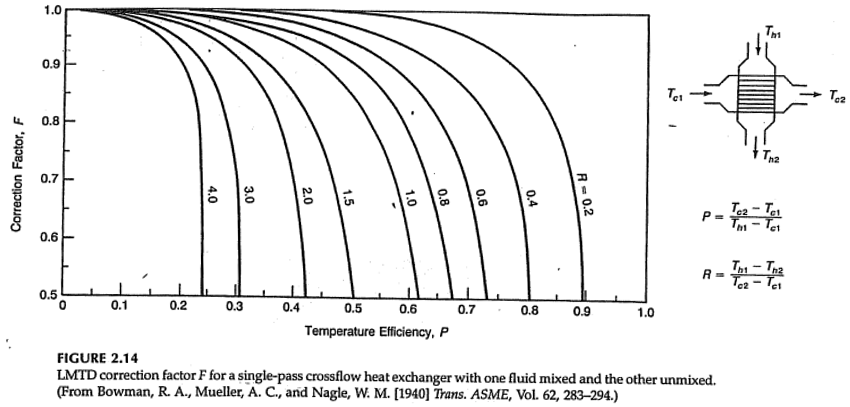 Correction Factor, F
1.0
0.9
0.8
0.7
0.6
0.5
4.0
3.0
2.0
1.5
1.0
0.8
0.6
0.4
R = 0.2
0 0.1 0.2 0.3 0.4 0.5 0.6 0.7 0.8 0.9 1.0
Temperature Efficiency, P
Th1
Tc1
Tc2
Th2
P = Tc2 − Tc1 / Th1 − Tc1
R = Th1 − Th2 / Tc2 − Tc1
FIGURE 2.14
LMTD correction factor F for a single-pass crossflow heat exchanger with one fluid mixed and the other unmixed.
(From Bowman, R. A., Mueller, A. C., and Nagle, W. M. [1940] Trans. ASME, Vol. 62, 283–294.)